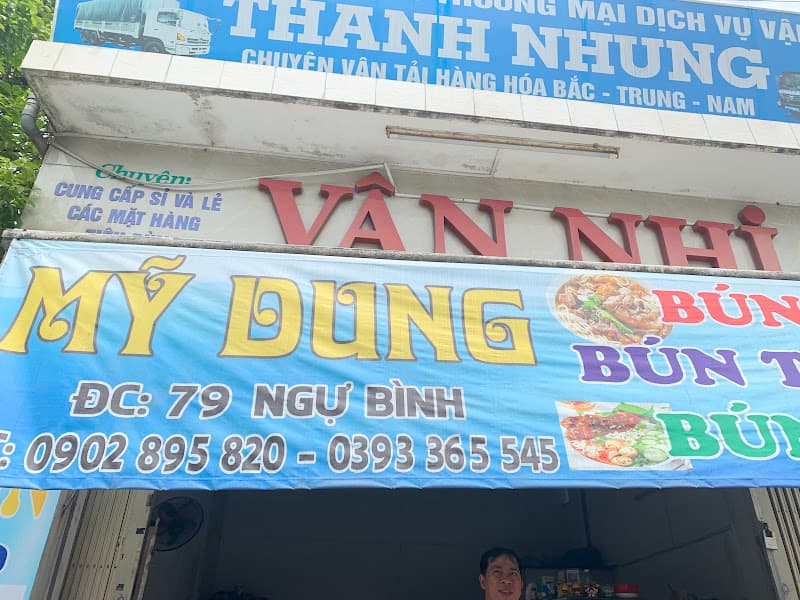 THƯƠNG MẠI DỊCH VỤ
THANH NHUNG
CHUYÊN VẬN TẢI HÀNG HÓA BẮC - TRUNG - NAM
Chuyên:
CUNG CẤP SỈ VÀ LẺ
CÁC MẶT HÀNG
VÂN NHI
MỸ DUNG
ĐC: 79 NGỰ BÌNH
: 0902 895 820 - 0393 365 545
BÚN
BÚN
BÚN